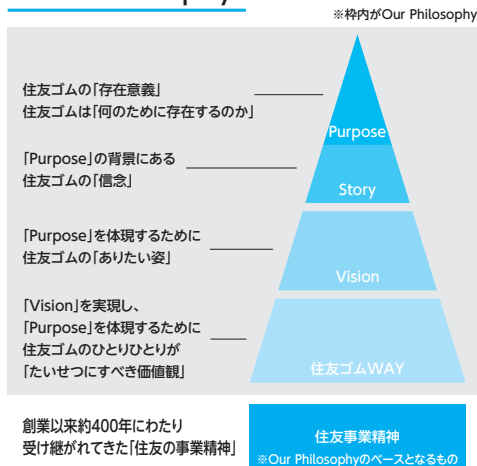 ※枠内がOur Philosophy
住友ゴムの「存在意義」
住友ゴムは「何のために存在するのか」
Purpose
「Purpose」の背景にある
住友ゴムの「信念」
Story
「Purpose」を体現するために
住友ゴムの「ありたい姿」
Vision
「Vision」を実現し、
「Purpose」を体現するために
住友ゴムのひとりひとりが
「たいせつにすべき価値観」
住友ゴムWAY
創業以来約400年にわたり
受け継がれてきた「住友の事業精神」
住友事業精神
※Our Philosophyのベースとなるもの